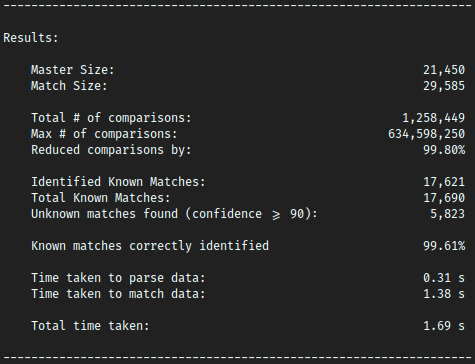 Results:
Master Size: 21,450
Match Size: 29,585
Total # of comparisons: 1,258,449
Max # of comparisons: 634,598,250
Reduced comparisons by: 99.80%
Identified Known Matches: 17,621
Total Known Matches: 17,690
Unknown matches found (confidence ⩾ 90): 5,823
Known matches correctly identified 99.61%
Time taken to parse data: 0.31 s
Time taken to match data: 1.38 s
Total time taken: 1.69 s